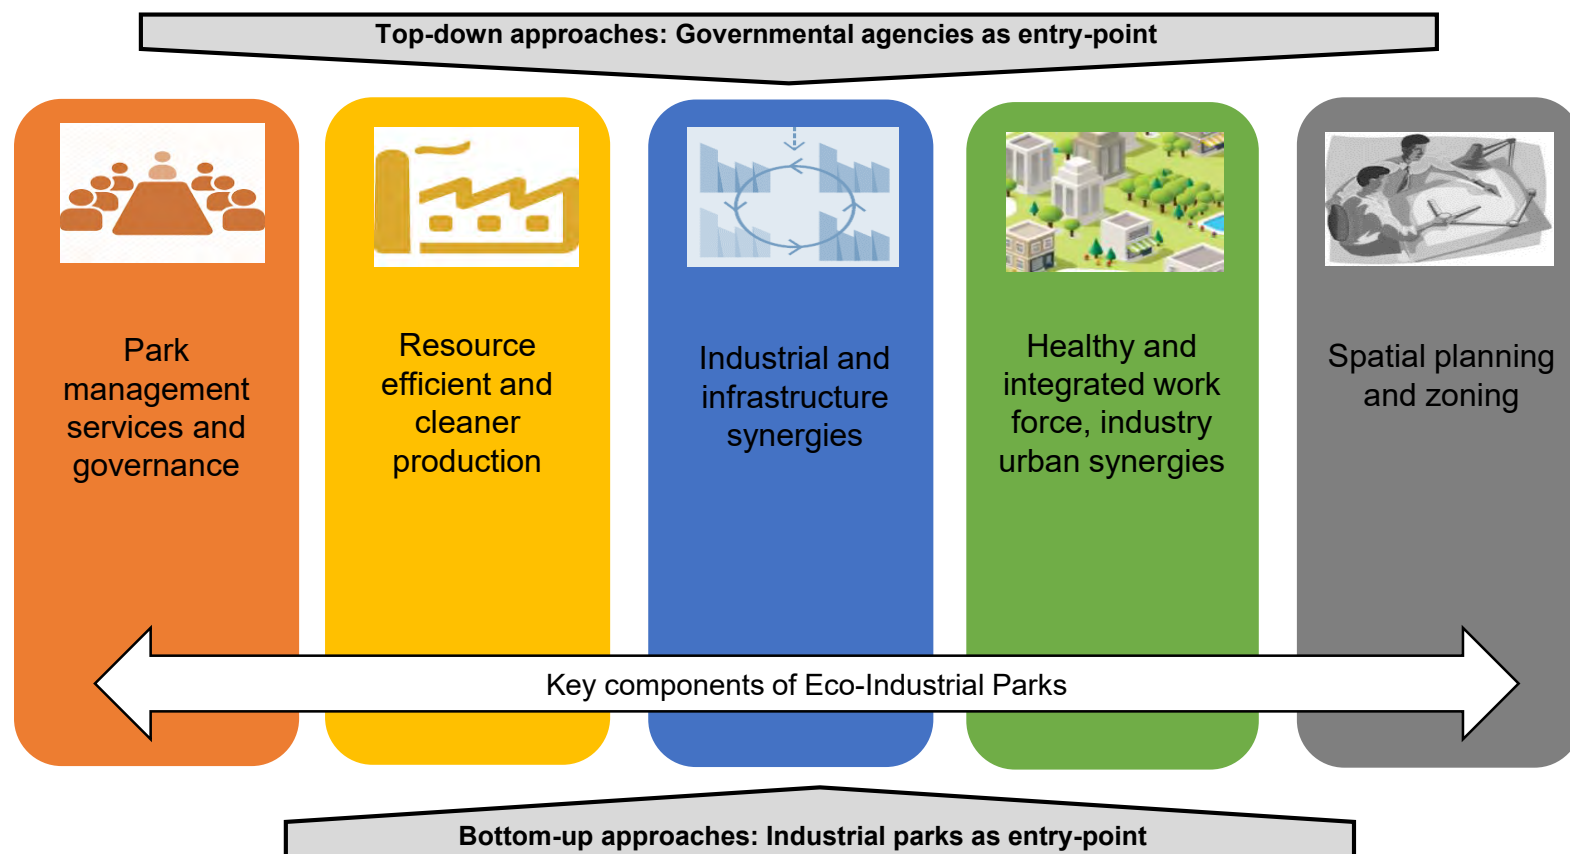 Top-down approaches: Governmental agencies as entry-point
Park
management
services and
governance
Resource
efficient and
cleaner
production
Industrial and
infrastructure
synergies
Healthy and
integrated work
force, industry
urban synergies
Spatial planning
and zoning
Key components of Eco-Industrial Parks
Bottom-up approaches: Industrial parks as entry-point